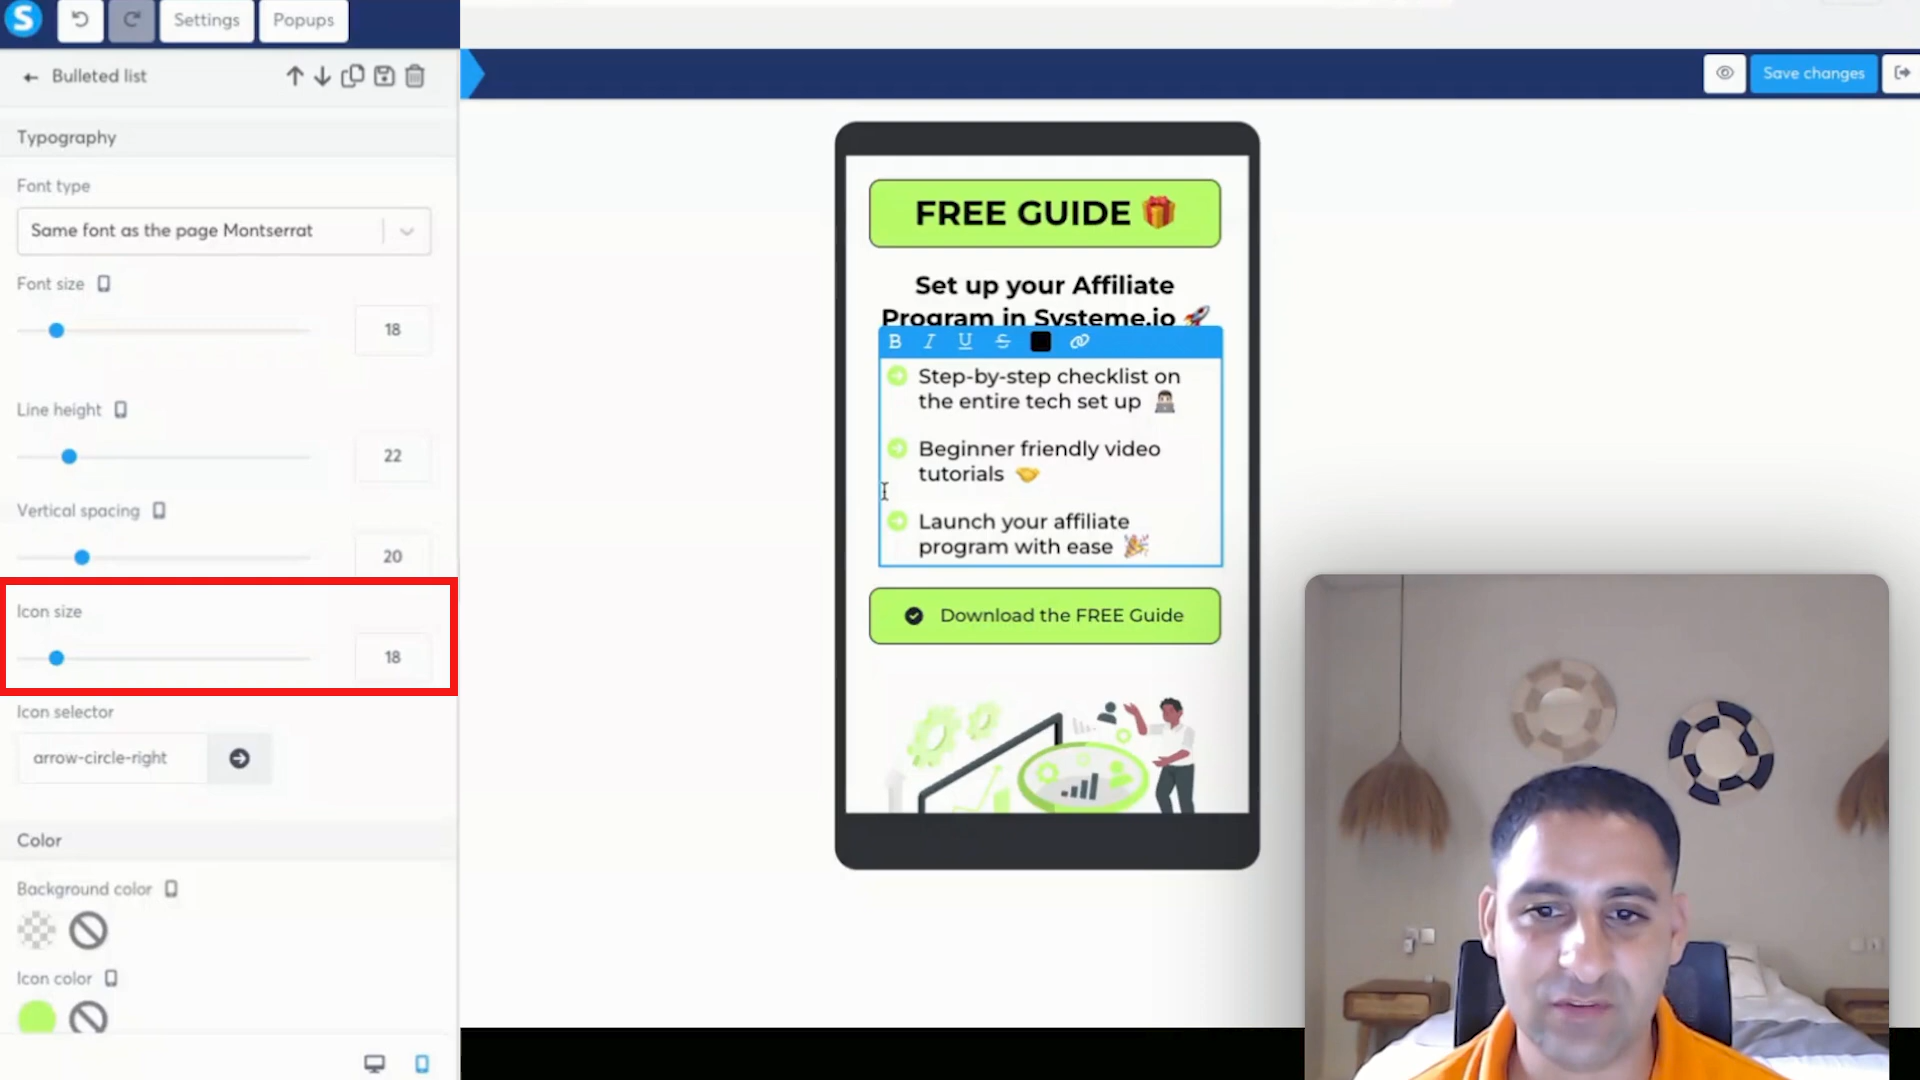 S
Settings
Popups
Bulleted list
Save changes
Typography
Font type
Same font as the page Montserrat
Font size
18
Line height
22
Vertical spacing
20
Icon size
18
Icon selector
arrow-circle-right
Color
Background color
Icon color
FREE GUIDE 🎁
Set up your Affiliate
Program in Systeme.io 🚀
B I U S
Step-by-step checklist on
the entire tech set up 👨🏻‍💻
Beginner friendly video
tutorials 🤝
Launch your affiliate
program with ease 🎉
Download the FREE Guide